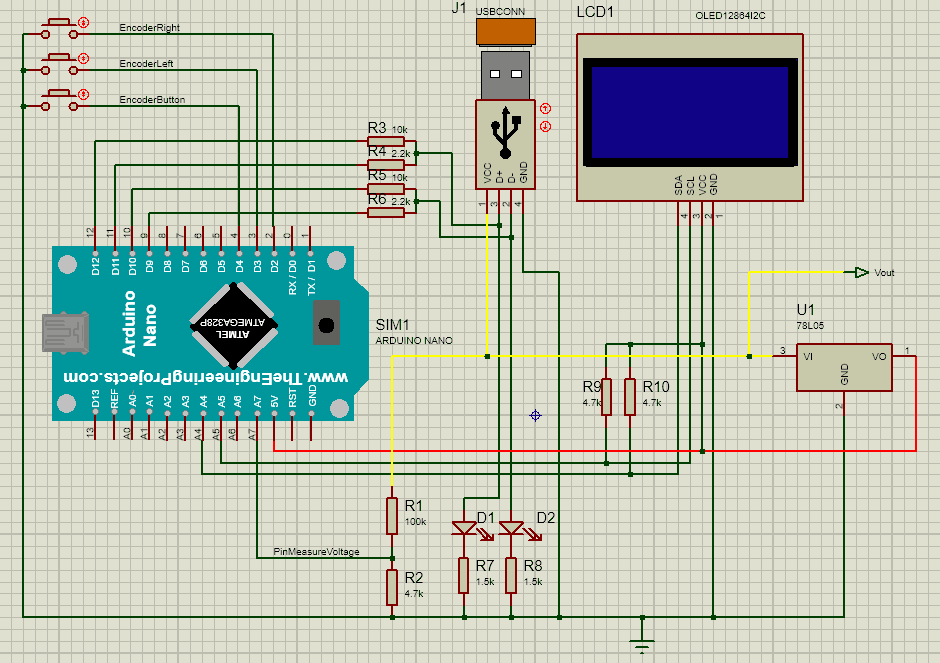 EncoderRight
EncoderLeft
EncoderButton
J1
USBCONN
LCD1
OLED12864I2C
R3 10k
R4 2.2k
R5 10k
R6 2.2k
VCC
D+
D-
GND
1
3
2
4
SDA
SCL
VCC
GND
4
3
2
1
12
11
10
9
8
7
6
5
4
3
2
0
1
D12
D11
D10
D9
D8
D7
D6
D5
D4
D3
D2
RX / D0
TX / D1
Arduino
Nano
ATMEL
ATMEGA328P
www.TheEngineeringProjects.com
SIM1
ARDUINO NANO
D13
REF
A0
A1
A2
A3
A4
A5
A6
A7
5V
RST
GND
13
A0
A1
A2
A3
A4
A5
A6
A7
Vout
U1
78L05
3
VI
VO
1
GND
2
R9
4.7k
R10
4.7k
R1
100k
PinMeasureVoltage
R2
4.7k
D1
D2
R7
1.5k
R8
1.5k